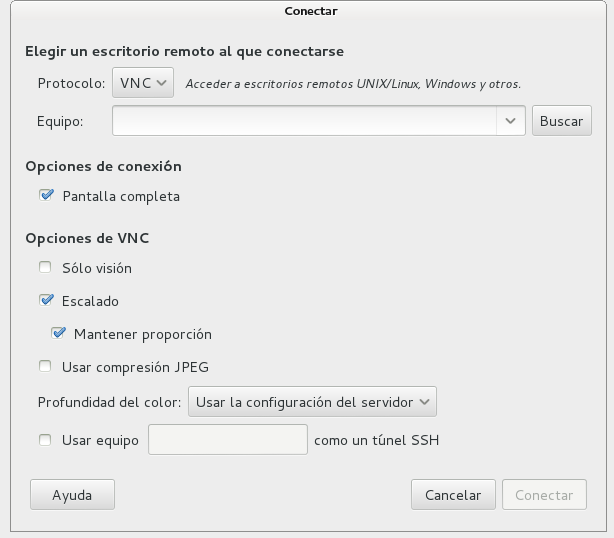 Conectar
Elegir un escritorio remoto al que conectarse
Protocolo: VNC Acceder a escritorios remotos UNIX/Linux, Windows y otros.
Equipo: Buscar
Opciones de conexión
Pantalla completa
Opciones de VNC
Sólo visión
Escalado
Mantener proporción
Usar compresión JPEG
Profundidad del color: Usar la configuración del servidor
Usar equipo como un túnel SSH
Ayuda Cancelar Conectar